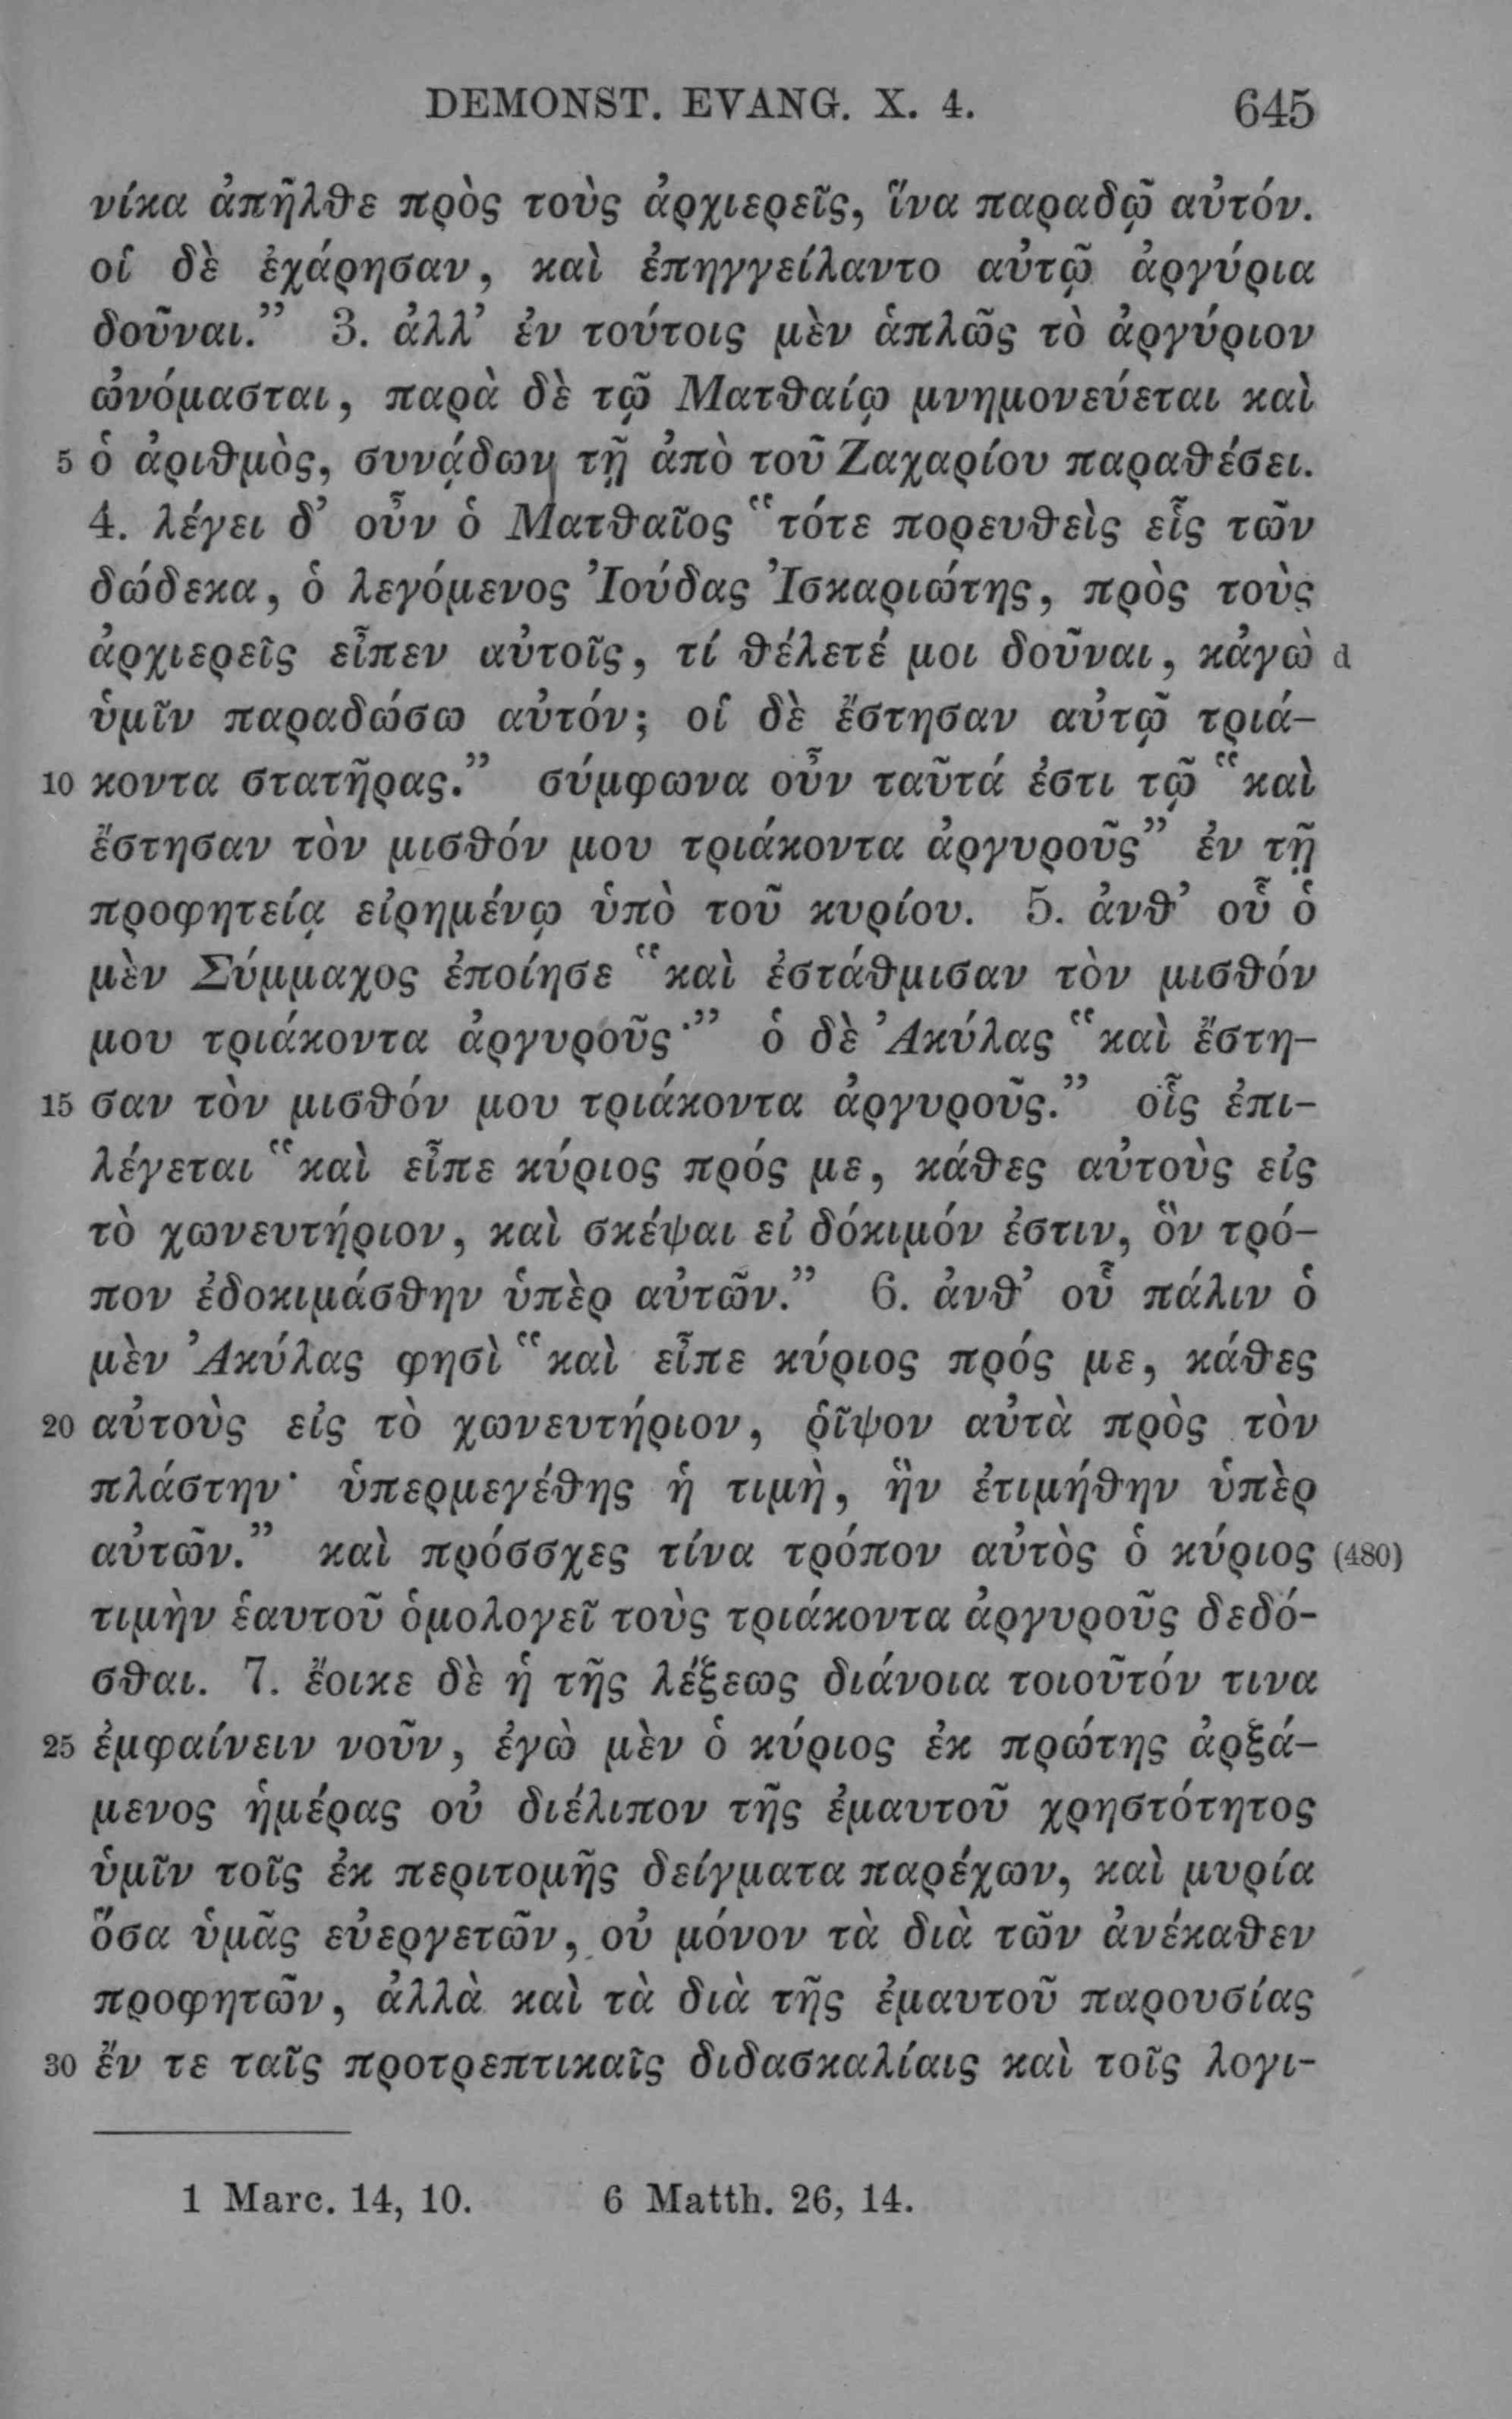 DEMONST. EVANG. X. 4. 645
νίκα ἀπῆλθε πρὸς τοὺς ἀρχιερεῖς, ἵνα παραδῷ αὐτόν.
οἱ δὲ ἐχάρησαν, καὶ ἐπηγγείλαντο αὐτῷ ἀργύρια
δοῦναι.” 3. ἀλλ’ ἐν τούτοις μὲν ἁπλῶς τὸ ἀργύριον
ὠνόμασται, παρὰ δὲ τῷ Ματθαίῳ μνημονεύεται καὶ
5 ὁ ἀριθμὸς, συνᾴδων τῇ ἀπὸ τοῦ Ζαχαρίου παραθέσει.
4. λέγει δ’ οὖν ὁ Ματθαῖος “τότε πορευθεὶς εἷς τῶν
δώδεκα, ὁ λεγόμενος Ἰούδας Ἰσκαριώτης, πρὸς τοὺς
ἀρχιερεῖς εἶπεν αὐτοῖς, τί θέλετέ μοι δοῦναι, κἀγὼ d
ὑμῖν παραδώσω αὐτόν; οἱ δὲ ἔστησαν αὐτῷ τριά-
10 κοντα στατῆρας.” σύμφωνα οὖν ταῦτά ἐστι τῷ “καὶ
ἔστησαν τὸν μισθόν μου τριάκοντα ἀργυροῦς” ἐν τῇ
προφητείᾳ εἰρημένῳ ὑπὸ τοῦ κυρίου. 5. ἀνθ’ οὗ ὁ
μὲν Σύμμαχος ἐποίησε “καὶ ἐστάθμισαν τὸν μισθόν
μου τριάκοντα ἀργυροῦς·” ὁ δὲ Ἀκύλας “καὶ ἔστη-
15 σαν τὸν μισθόν μου τριάκοντα ἀργυροῦς.” οἷς ἐπι-
λέγεται “καὶ εἶπε κύριος πρός με, κάθες αὐτοὺς εἰς
τὸ χωνευτήριον, καὶ σκέψαι εἰ δόκιμόν ἐστιν, ὃν τρό-
πον ἐδοκιμάσθην ὑπὲρ αὐτῶν.” 6. ἀνθ’ οὗ πάλιν ὁ
μὲν Ἀκύλας φησὶ “καὶ εἶπε κύριος πρός με, κάθες
20 αὐτοὺς εἰς τὸ χωνευτήριον, ῥῖψον αὐτὰ πρὸς τὸν
πλάστην· ὑπερμεγέθης ἡ τιμὴ, ἣν ἐτιμήθην ὑπὲρ
αὐτῶν.” καὶ πρόσσχες τίνα τρόπον αὐτὸς ὁ κύριος (480)
τιμὴν ἑαυτοῦ ὁμολογεῖ τοὺς τριάκοντα ἀργυροῦς δεδό-
σθαι. 7. ἔοικε δὲ ἡ τῆς λέξεως διάνοια τοιοῦτόν τινα
25 ἐμφαίνειν νοῦν, ἐγὼ μὲν ὁ κύριος ἐκ πρώτης ἀρξά-
μενος ἡμέρας οὐ διέλιπον τῆς ἐμαυτοῦ χρηστότητος
ὑμῖν τοῖς ἐκ περιτομῆς δείγματα παρέχων, καὶ μυρία
ὅσα ὑμᾶς εὐεργετῶν, οὐ μόνον τὰ διὰ τῶν ἀνέκαθεν
προφητῶν, ἀλλὰ καὶ τὰ διὰ τῆς ἐμαυτοῦ παρουσίας
30 ἔν τε ταῖς προτρεπτικαῖς διδασκαλίαις καὶ τοῖς λογι-
1 Marc. 14, 10. 6 Matth. 26, 14.